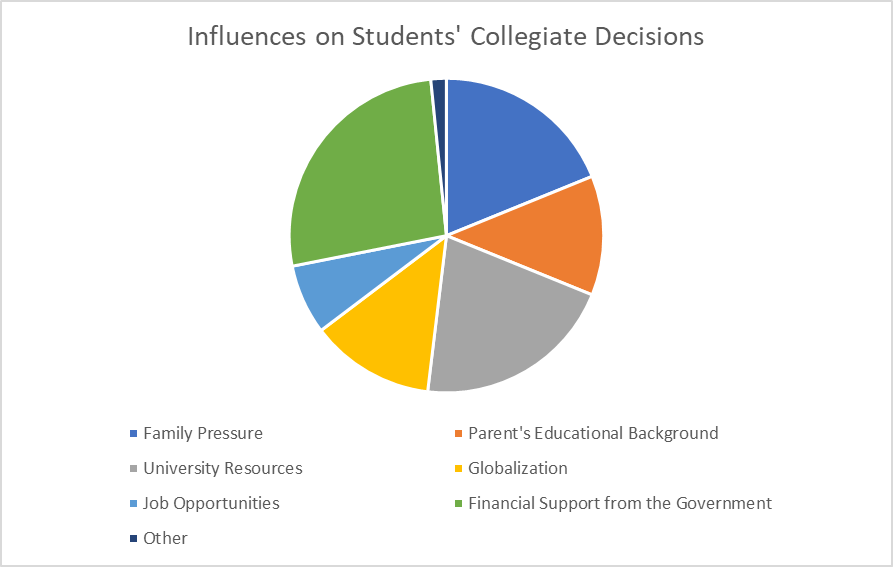 Influences on Students' Collegiate Decisions
Family Pressure
Parent's Educational Background
University Resources
Globalization
Job Opportunities
Financial Support from the Government
Other